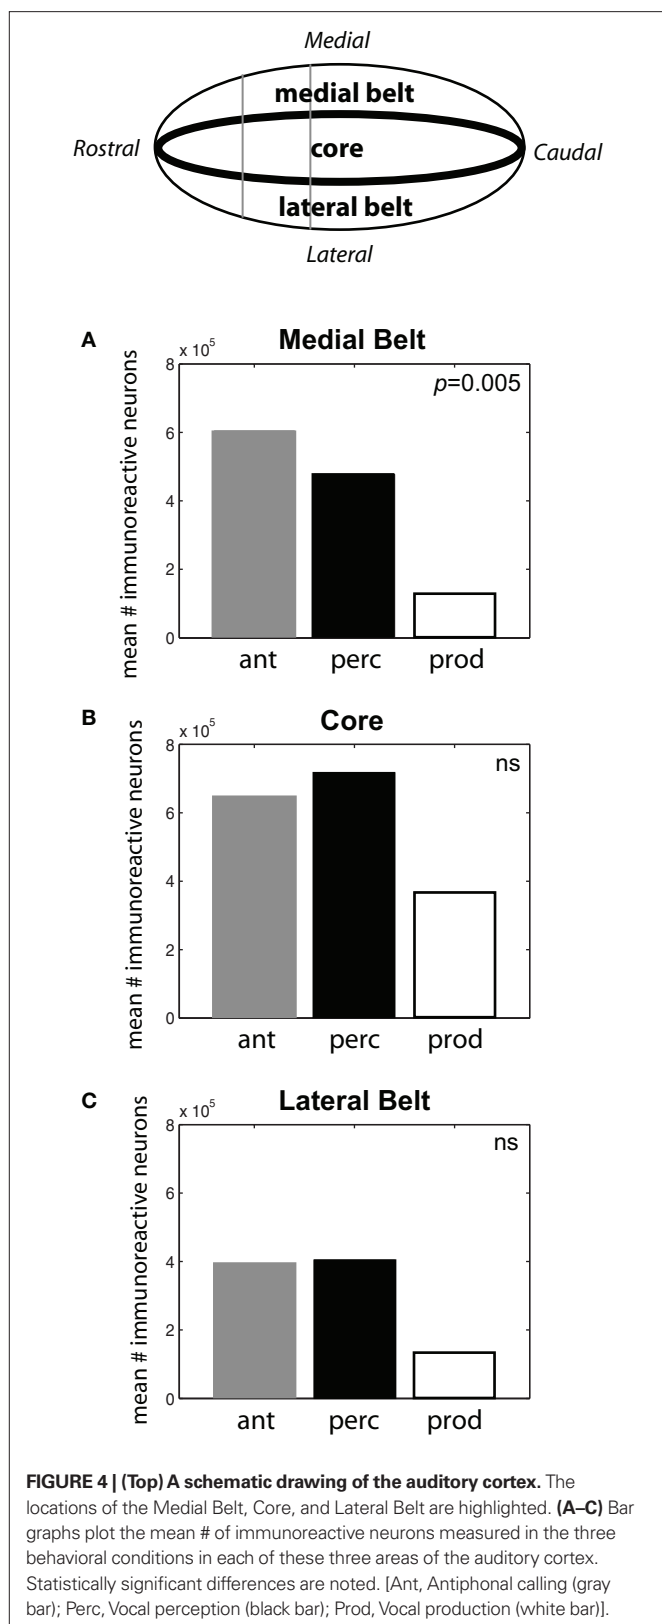 Medial
medial belt
Rostral
core
Caudal
lateral belt
Lateral
A
x 10⁵
Medial Belt
mean # immunoreactive neurons
8
6
4
2
0
p=0.005
ant perc prod
B
x 10⁵
Core
mean # immunoreactive neurons
8
6
4
2
0
ns
ant perc prod
C
x 10⁵
Lateral Belt
mean # immunoreactive neurons
8
6
4
2
0
ns
ant perc prod
FIGURE 4 | (Top) A schematic drawing of the auditory cortex. The
locations of the Medial Belt, Core, and Lateral Belt are highlighted. (A–C) Bar
graphs plot the mean # of immunoreactive neurons measured in the three
behavioral conditions in each of these three areas of the auditory cortex.
Statistically significant differences are noted. [Ant, Antiphonal calling (gray
bar); Perc, Vocal perception (black bar); Prod, Vocal production (white bar)].